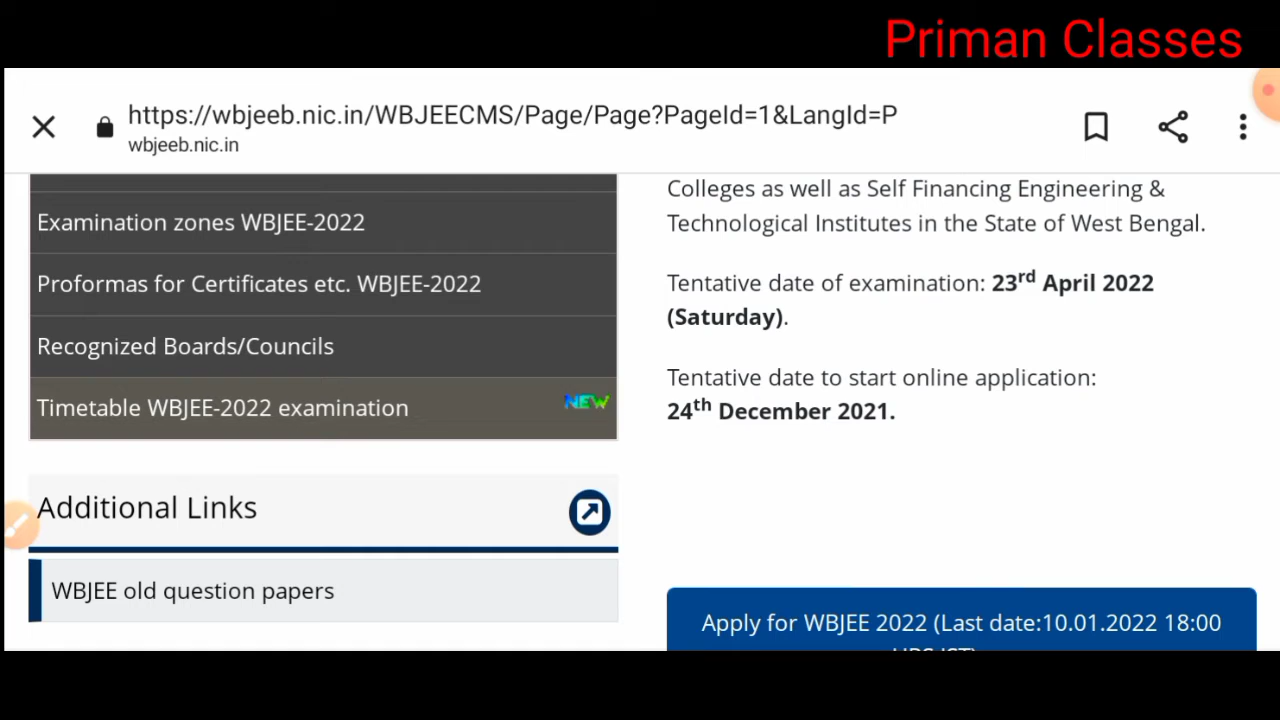 Priman Classes
https://wbjeeb.nic.in/WBJEECMS/Page/Page?PageId=1&LangId=P
wbjeeb.nic.in
Examination zones WBJEE-2022
Proformas for Certificates etc. WBJEE-2022
Recognized Boards/Councils
Timetable WBJEE-2022 examination NEW
Additional Links
WBJEE old question papers
Colleges as well as Self Financing Engineering &
Technological Institutes in the State of West Bengal.
Tentative date of examination: 23rd April 2022
(Saturday).
Tentative date to start online application:
24th December 2021.
Apply for WBJEE 2022 (Last date:10.01.2022 18:00
HRS IST)